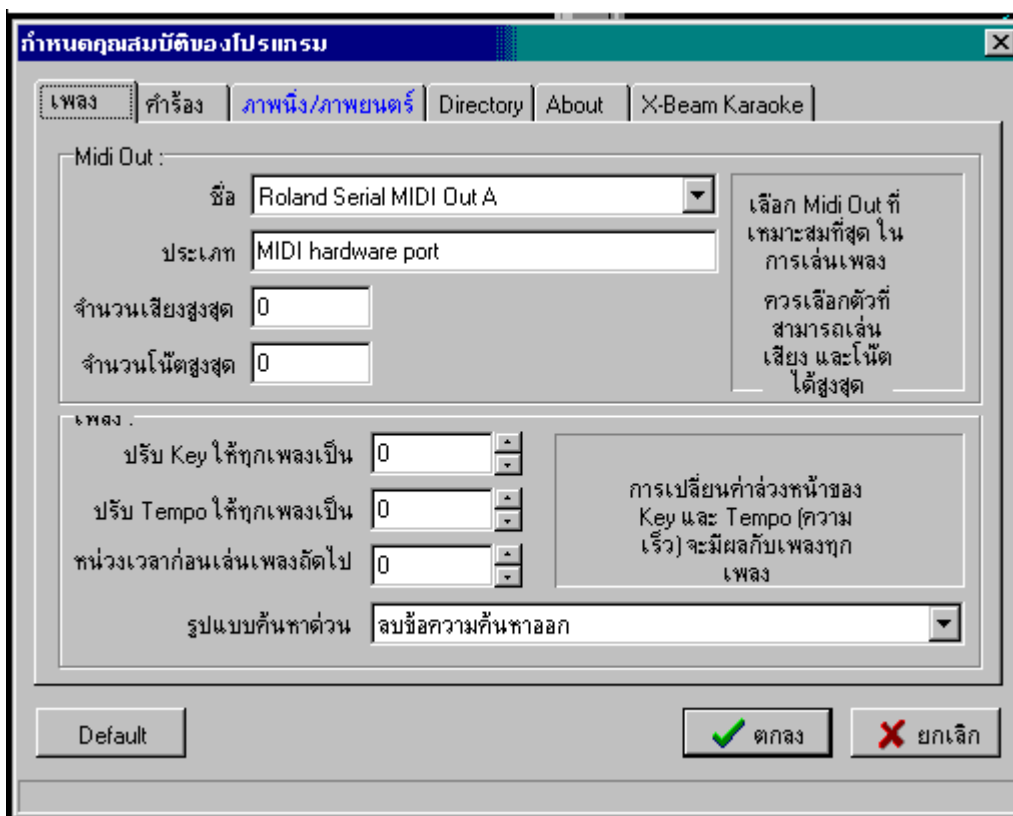 กำหนดคุณสมบัติของโปรแกรม
เพลง คำร้อง ภาพนิ่ง/ภาพยนตร์ Directory About X-Beam Karaoke
Midi Out :
ชื่อ Roland Serial MIDI Out A
ประเภท MIDI hardware port
จำนวนเสียงสูงสุด 0
จำนวนโน๊ตสูงสุด 0
เลือก Midi Out ที่
เหมาะสมที่สุด ใน
การเล่นเพลง
ควรเลือกตัวที่
สามารถเล่น
เสียง และโน๊ต
ได้สูงสุด
เพลง :
ปรับ Key ให้ทุกเพลงเป็น 0
ปรับ Tempo ให้ทุกเพลงเป็น 0
หน่วงเวลาก่อนเล่นเพลงถัดไป 0
การเปลี่ยนค่าล่วงหน้าของ
Key และ Tempo (ความ
เร็ว) จะมีผลกับเพลงทุก
เพลง
รูปแบบค้นหาด่วน ลบข้อความค้นหาออก
Default ตกลง ยกเลิก